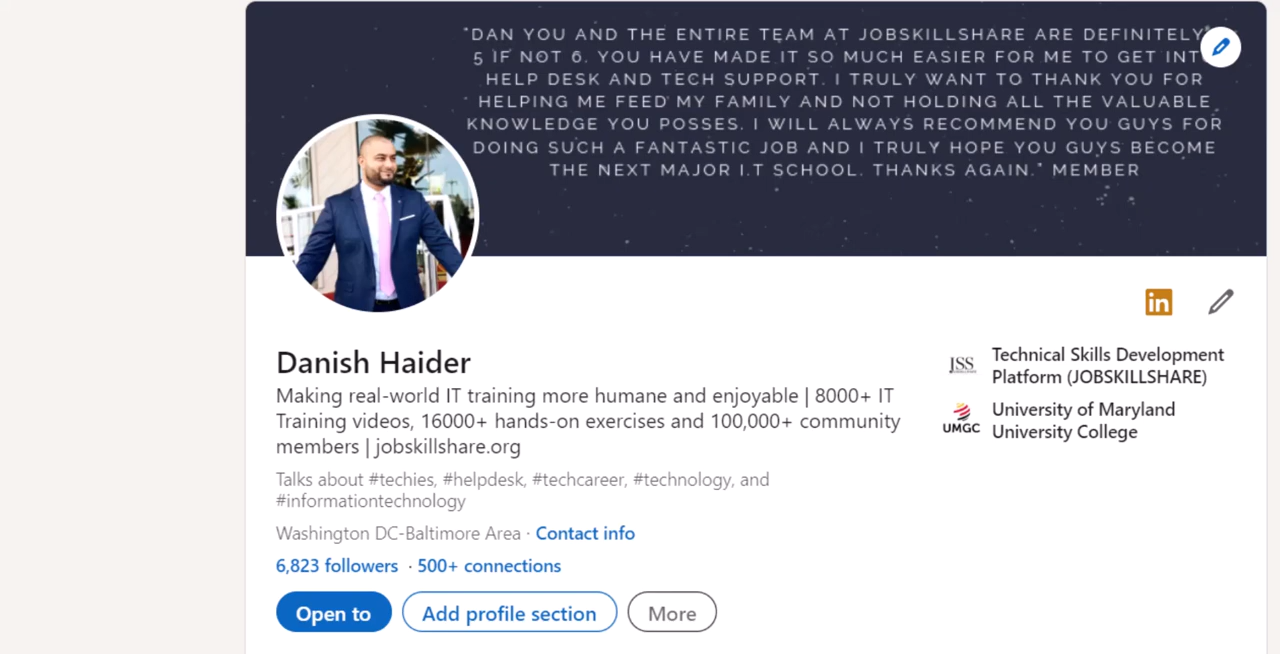 "DAN YOU AND THE ENTIRE TEAM AT JOBSKILLSHARE ARE DEFINITELY
5 IF NOT 6. YOU HAVE MADE IT SO MUCH EASIER FOR ME TO GET INT
HELP DESK AND TECH SUPPORT. I TRULY WANT TO THANK YOU FOR
HELPING ME FEED MY FAMILY AND NOT HOLDING ALL THE VALUABLE
KNOWLEDGE YOU POSSES. I WILL ALWAYS RECOMMEND YOU GUYS FOR
DOING SUCH A FANTASTIC JOB AND I TRULY HOPE YOU GUYS BECOME
THE NEXT MAJOR I.T SCHOOL. THANKS AGAIN." MEMBER
in
Danish Haider
Making real-world IT training more humane and enjoyable | 8000+ IT
Training videos, 16000+ hands-on exercises and 100,000+ community
members | jobskillshare.org
Talks about #techies, #helpdesk, #techcareer, #technology, and
#informationtechnology
Washington DC-Baltimore Area · Contact info
6,823 followers · 500+ connections
Open to Add profile section More
JSS
Technical Skills Development
Platform (JOBSKILLSHARE)
UMGC
University of Maryland
University College